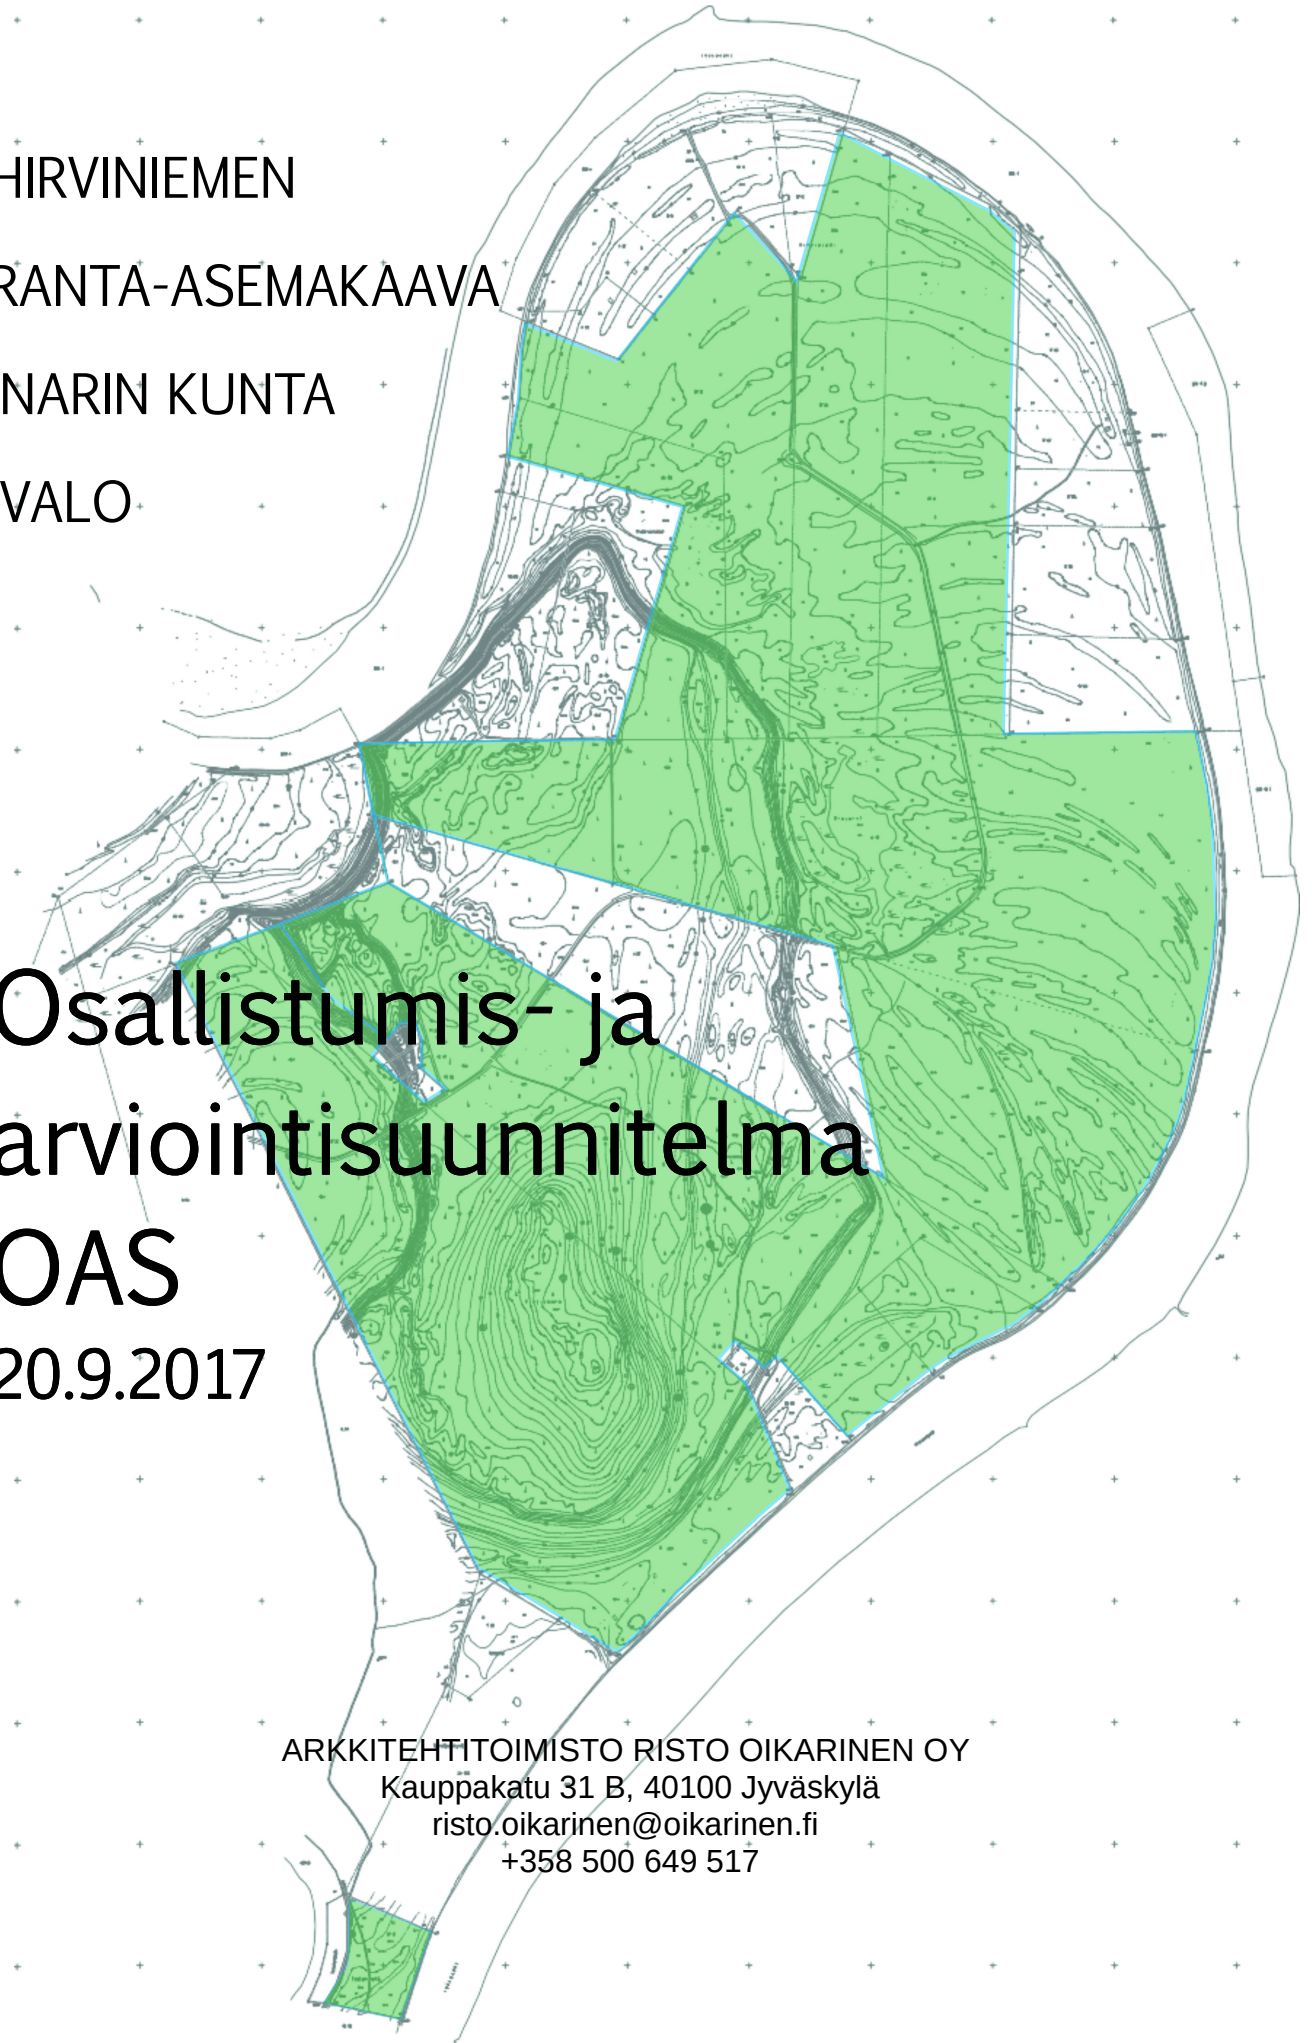 HIRVINIEMEN
RANTA-ASEMAKAAVA
NARIN KUNTA
VALO
Osallistumis- ja
arviointisuunnitelma
OAS
20.9.2017
ARKKITEHTITOIMISTO RISTO OIKARINEN OY
Kauppakatu 31 B, 40100 Jyväskylä
risto.oikarinen@oikarinen.fi
+358 500 649 517